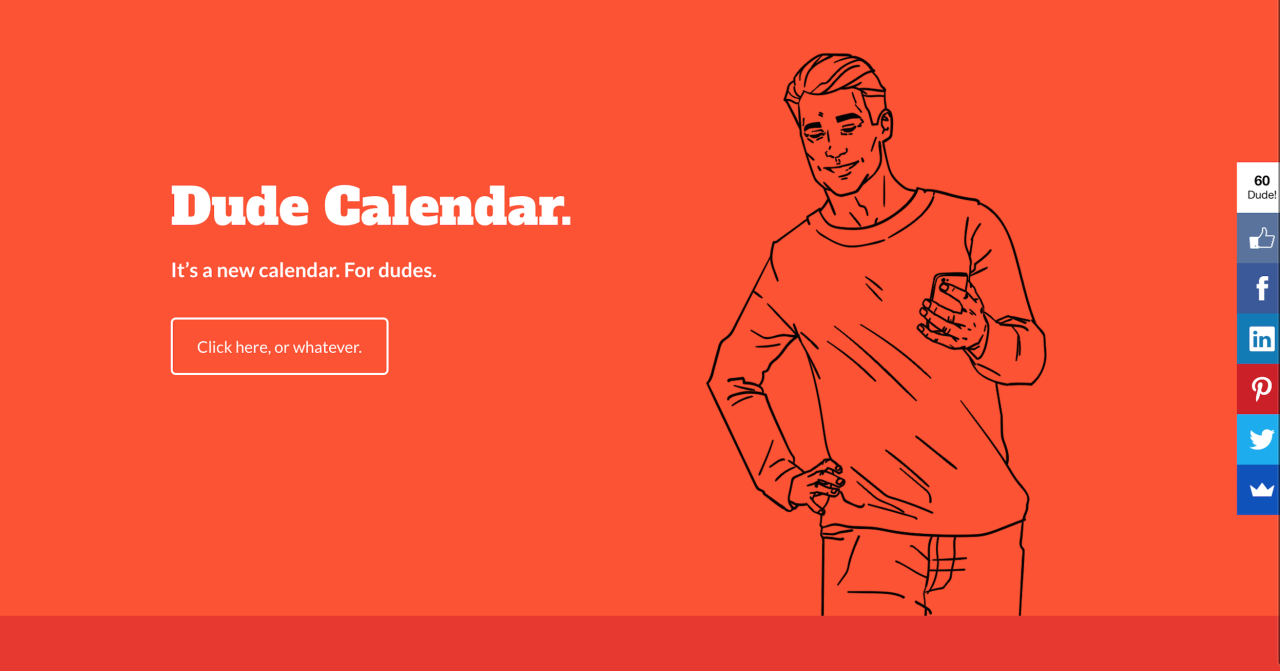 Dude Calendar.
It’s a new calendar. For dudes.
Click here, or whatever.
60
Dude!